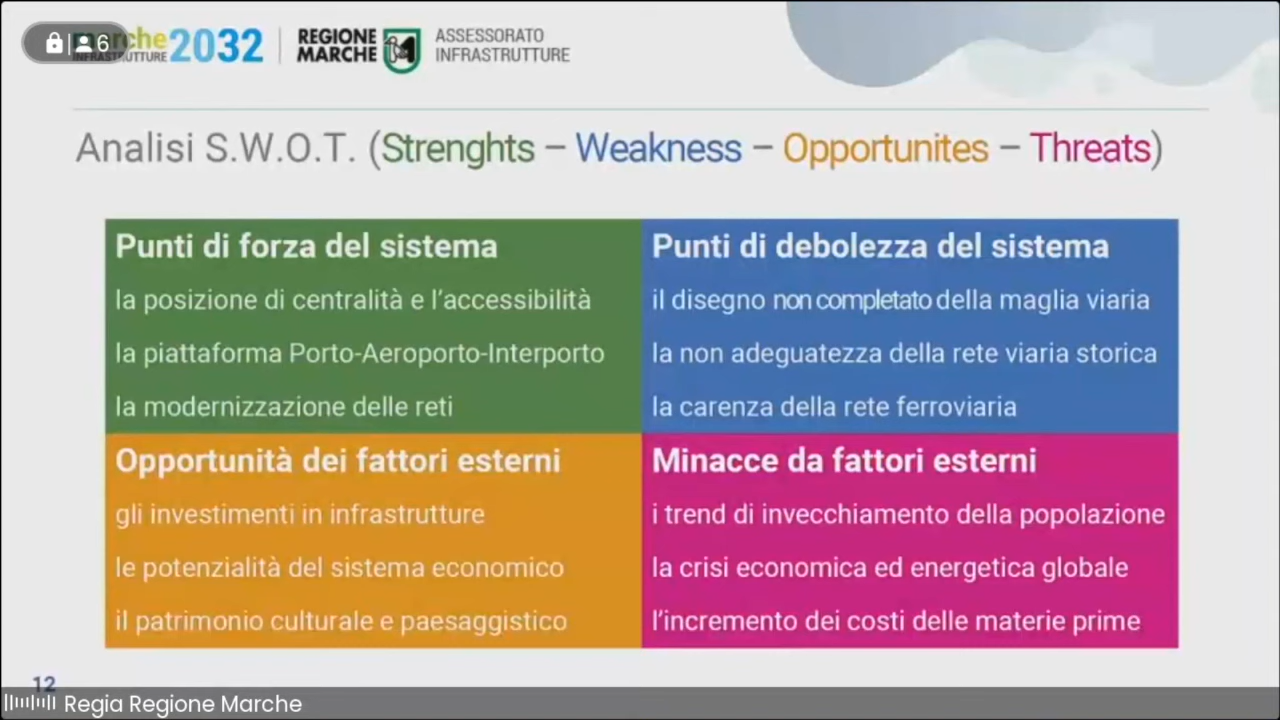 6
marche
INFRASTRUTTURE
2032
REGIONE
MARCHE
ASSESSORATO
INFRASTRUTTURE
Analisi S.W.O.T. (Strenghts – Weakness – Opportunites – Threats)
Punti di forza del sistema
la posizione di centralità e l’accessibilità
la piattaforma Porto-Aeroporto-Interporto
la modernizzazione delle reti
Punti di debolezza del sistema
il disegno non completato della maglia viaria
la non adeguatezza della rete viaria storica
la carenza della rete ferroviaria
Opportunità dei fattori esterni
gli investimenti in infrastrutture
le potenzialità del sistema economico
il patrimonio culturale e paesaggistico
Minacce da fattori esterni
i trend di invecchiamento della popolazione
la crisi economica ed energetica globale
l’incremento dei costi delle materie prime
12
Regia Regione Marche